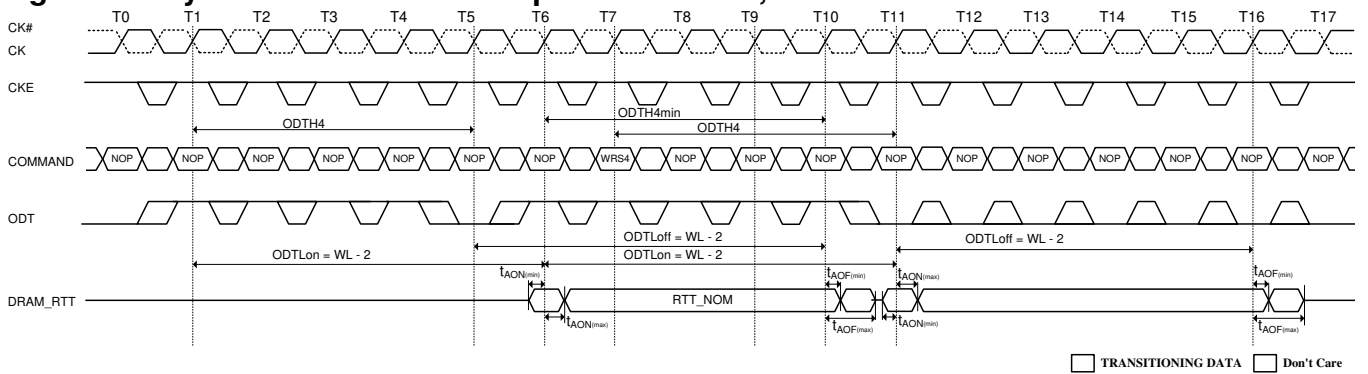 T0 T1 T2 T3 T4 T5 T6 T7 T8 T9 T10 T11 T12 T13 T14 T15 T16 T17
CK#
CK
CKE
ODTH4min
ODTH4 ODTH4
COMMAND NOP NOP NOP NOP NOP NOP NOP WRS4 NOP NOP NOP NOP NOP NOP NOP NOP NOP NOP
ODT
ODTLoff = WL - 2 ODTLoff = WL - 2
ODTLon = WL - 2 ODTLon = WL - 2
tAON(min) tAOF(min) tAON(max) tAOF(min)
DRAM_RTT RTT_NOM
tAON(max) tAOF(max) tAON(min) tAOF(max)
TRANSITIONING DATA Don't Care